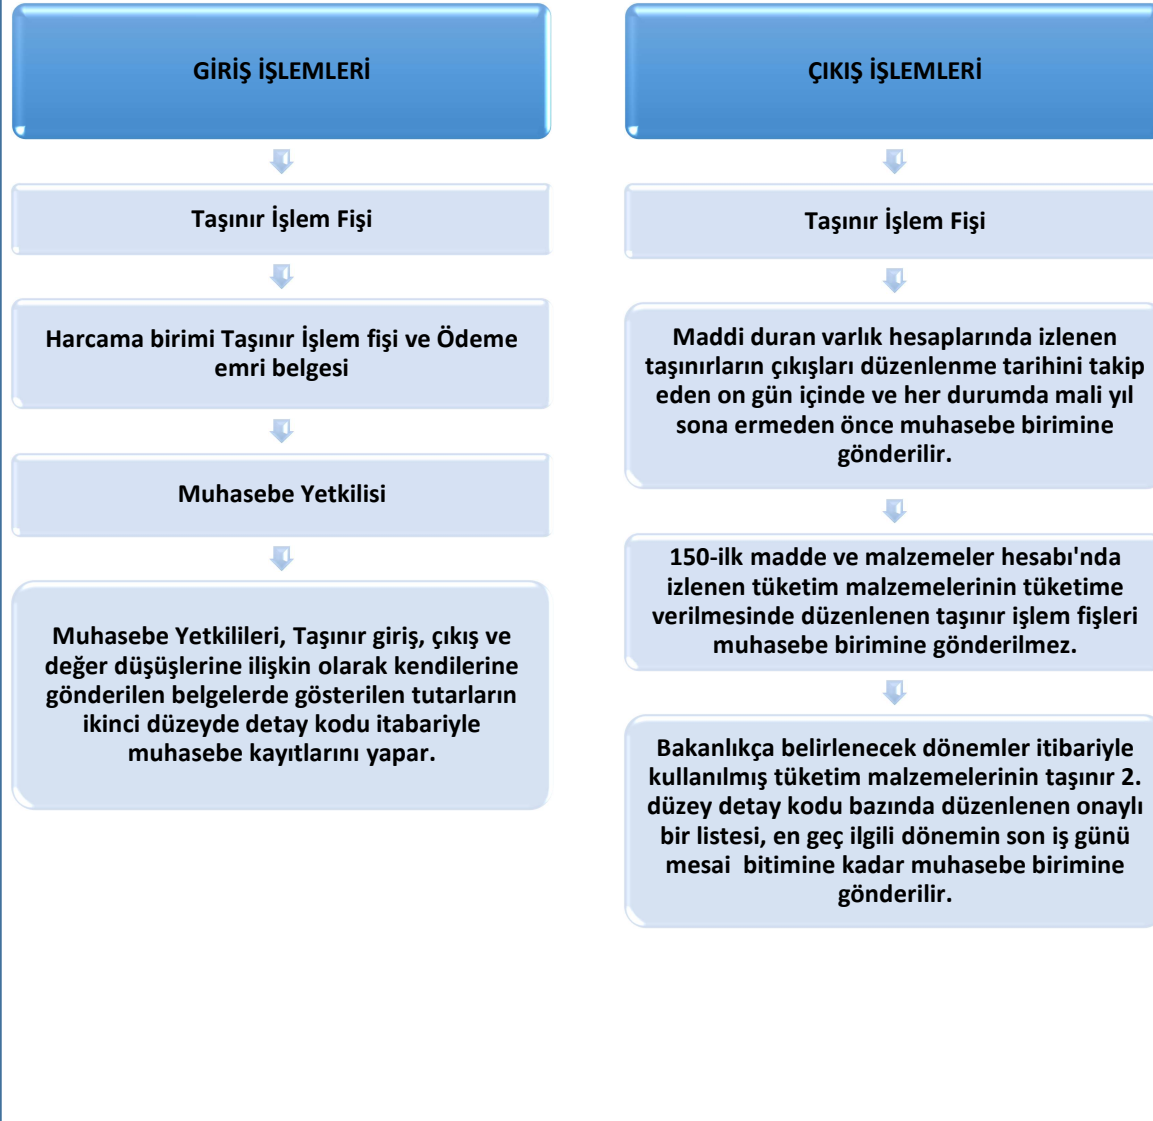 GİRİŞ İŞLEMLERİ
Taşınır İşlem Fişi
Harcama birimi Taşınır İşlem fişi ve Ödeme
emri belgesi
Muhasebe Yetkilisi
Muhasebe Yetkilileri, Taşınır giriş, çıkış ve
değer düşüşlerine ilişkin olarak kendilerine
gönderilen belgelerde gösterilen tutarların
ikinci düzeyde detay kodu itabariyle
muhasebe kayıtlarını yapar.
ÇIKIŞ İŞLEMLERİ
Taşınır İşlem Fişi
Maddi duran varlık hesaplarında izlenen
taşınırların çıkışları düzenlenme tarihini takip
eden on gün içinde ve her durumda mali yıl
sona ermeden önce muhasebe birimine
gönderilir.
150-ilk madde ve malzemeler hesabı'nda
izlenen tüketim malzemelerinin tüketime
verilmesinde düzenlenen taşınır işlem fişleri
muhasebe birimine gönderilmez.
Bakanlıkça belirlenecek dönemler itibariyle
kullanılmış tüketim malzemelerinin taşınır 2.
düzey detay kodu bazında düzenlenen onaylı
bir listesi, en geç ilgili dönemin son iş günü
mesai  bitimine kadar muhasebe birimine
gönderilir.